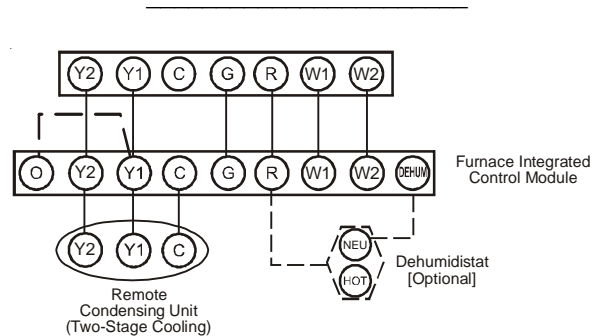 Y2 Y1 C G R W1 W2
O Y2 Y1 C G R W1 W2 DEHUM
Furnace Integrated
Control Module
Y2 Y1 C
NEU
HOT
Dehumidistat
[Optional]
Remote
Condensing Unit
(Two-Stage Cooling)